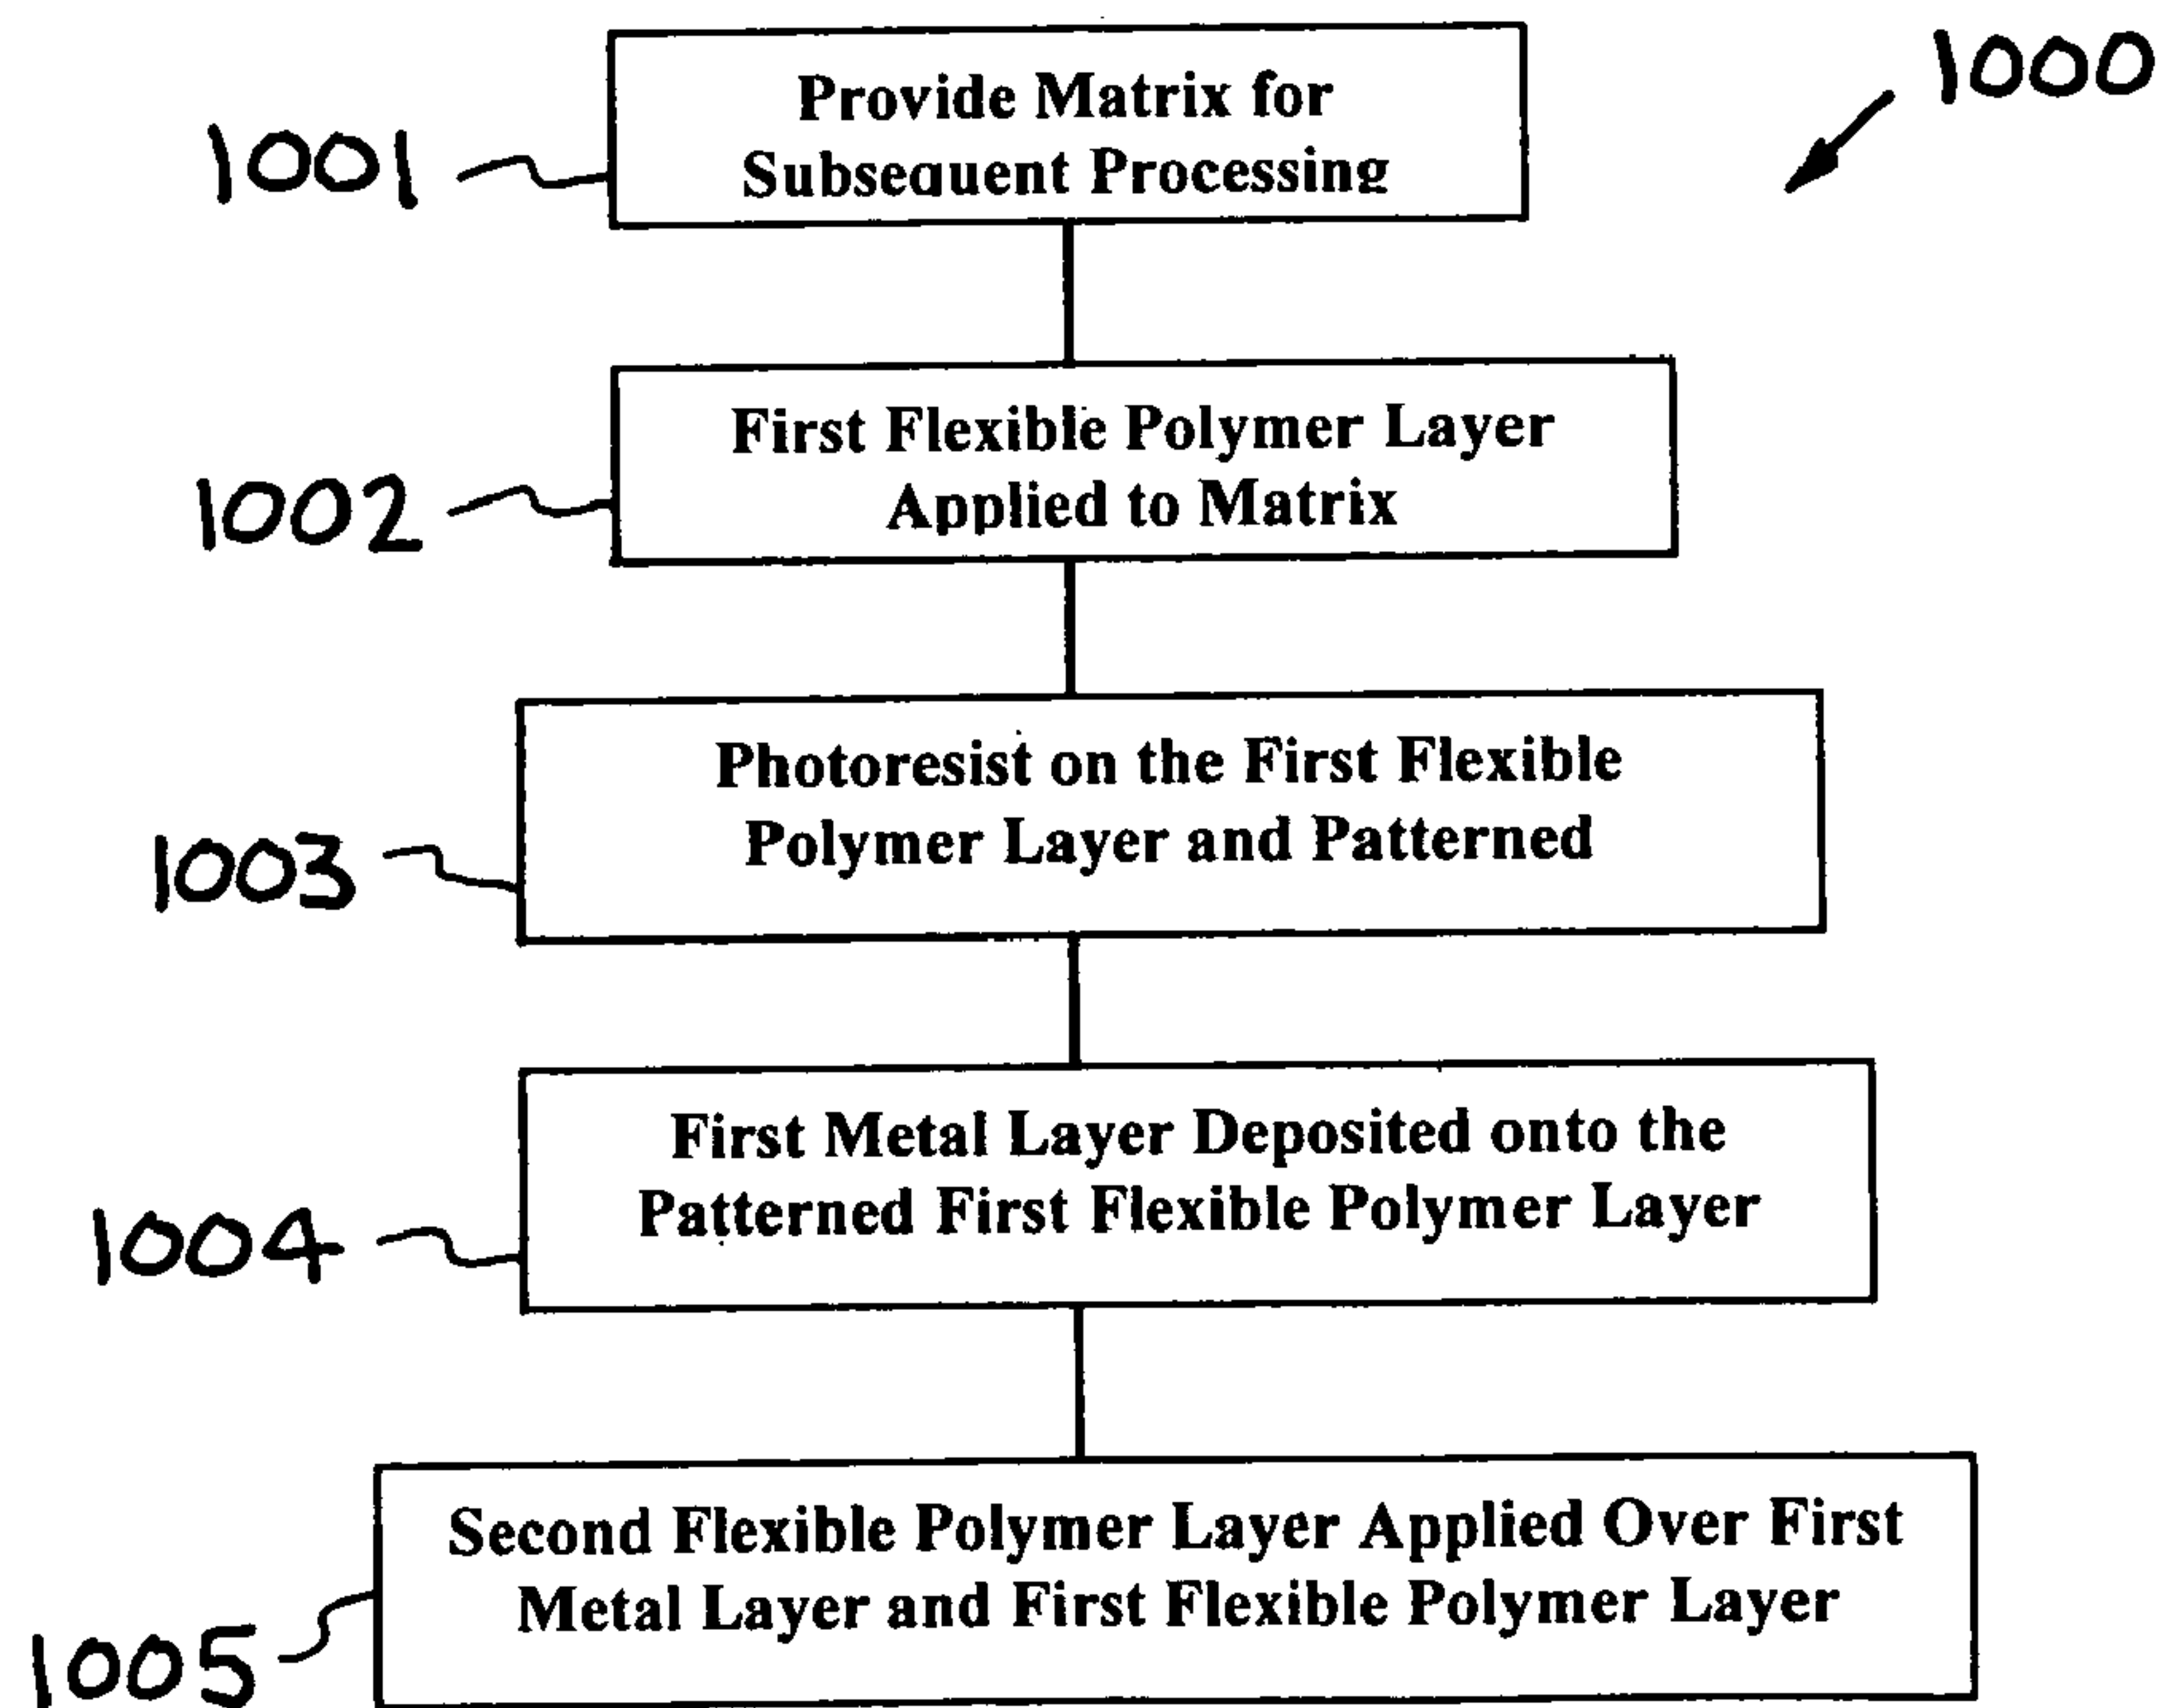 1000
Provide Matrix for
Subsequent Processing
1001
First Flexible Polymer Layer
Applied to Matrix
1002
Photoresist on the First Flexible
Polymer Layer and Patterned
1003
First Metal Layer Deposited onto the
Patterned First Flexible Polymer Layer
1004
Second Flexible Polymer Layer Applied Over First
Metal Layer and First Flexible Polymer Layer
1005